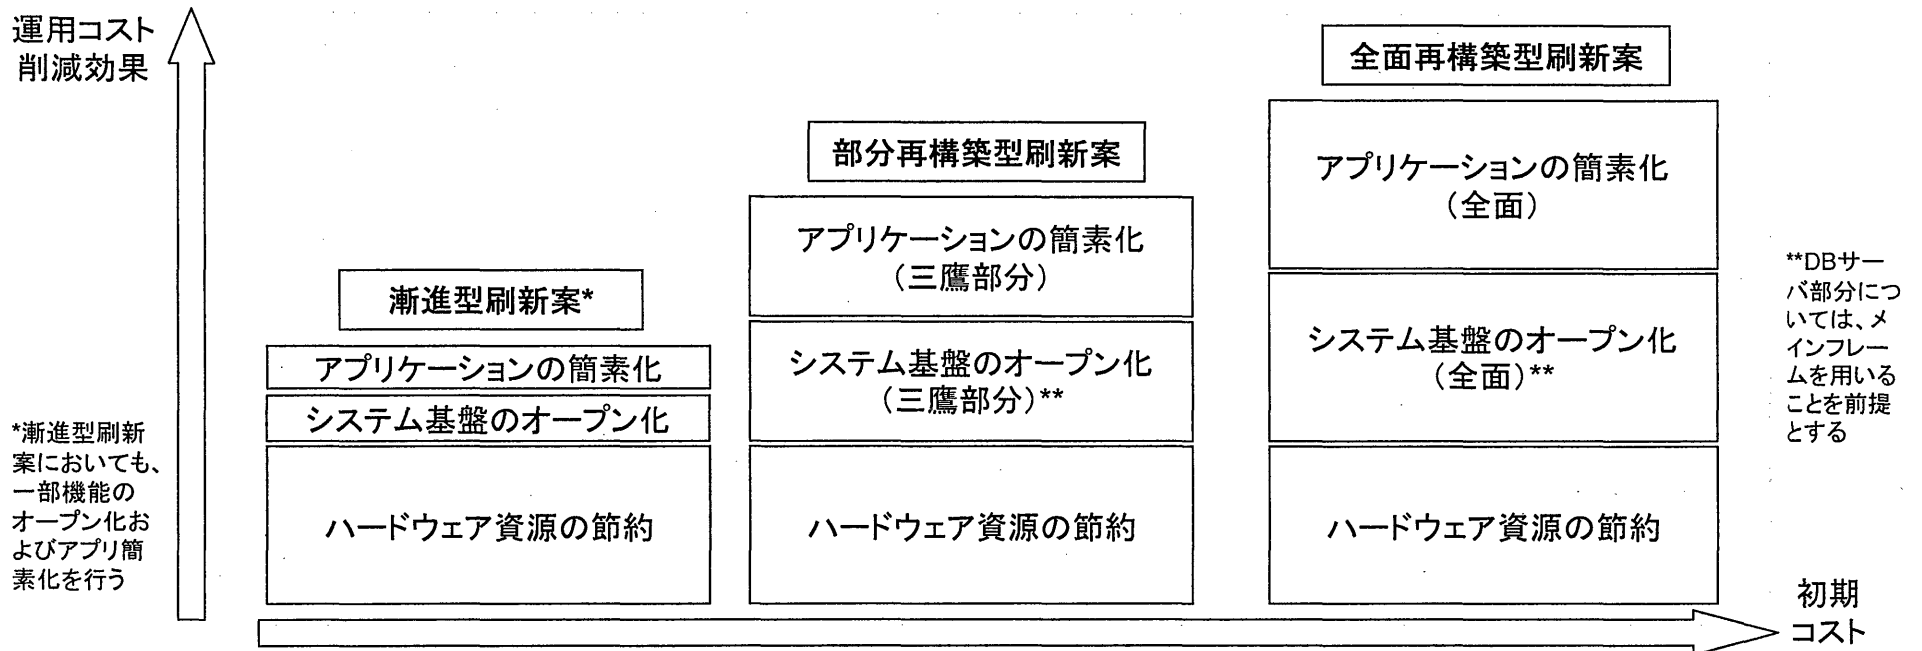 運用コスト
削減効果
全面再構築型刷新案
アプリケーションの簡素化
(全面)
システム基盤のオープン化
(全面)**
ハードウェア資源の節約
部分再構築型刷新案
アプリケーションの簡素化
(三鷹部分)
システム基盤のオープン化
(三鷹部分)**
ハードウェア資源の節約
漸進型刷新案*
アプリケーションの簡素化
システム基盤のオープン化
ハードウェア資源の節約
*漸進型刷新
案においても、
一部機能の
オープン化お
よびアプリ簡
素化を行う
**DBサー
バ部分につ
いては、メ
インフレー
ムを用いる
ことを前提
とする
初期
コスト